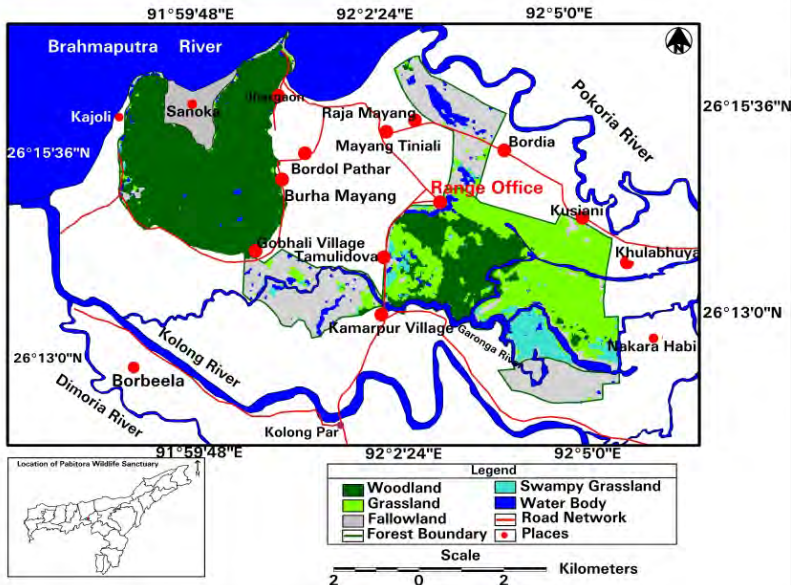 91°59'48"E 92°2'24"E 92°5'0"E
Brahmaputra River
N
Jhargaon
Sanoka
Kajoli
Raja Mayang
Mayang Tiniali
Pokoria River
26°15'36"N
26°15'36"N
Bordia
Bordol Pathar
Burha Mayang
Range Office
Kusiani
Gobhali Village
Tamulidova
Khulabhuya
26°13'0"N
Kamarpur Village
Garonga River
Nakara Habi
26°13'0"N
Kolong River
Borbeela
Dimoria River
Kolong Par
91°59'48"E 92°2'24"E 92°5'0"E
Location of Pabitora Wildlife Sanctuary
N
Legend
Woodland
Grassland
Fallowland
Forest Boundary
Swampy Grassland
Water Body
Road Network
Places
Scale
2 0 2 Kilometers